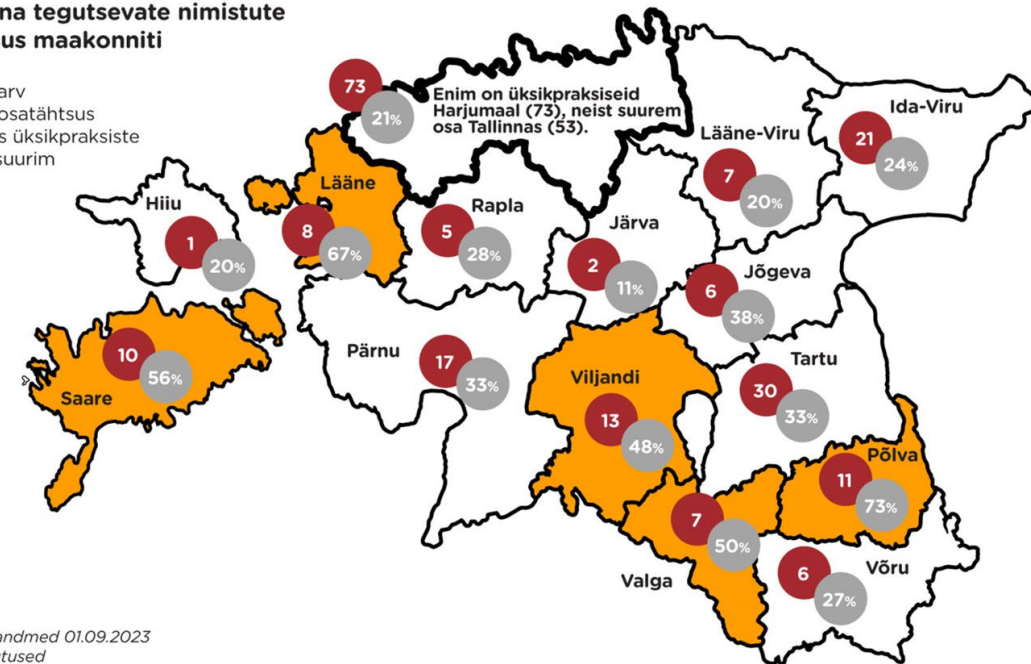 na tegutsevate nimistute
us maakonniti
arv
osatähtsus
s üksikpraksiste
suurim
73
21%
Enim on üksikpraksiseid
Harjumaal (73), neist suurem
osa Tallinnas (53).
Lääne-Viru
7
20%
Ida-Viru
21
24%
Hiiu
1
20%
Lääne
8
67%
Rapla
5
28%
Järva
2
11%
Jõgeva
6
38%
Saare
10
56%
Pärnu
17
33%
Viljandi
13
48%
Tartu
30
33%
Põlva
11
73%
Valga
7
50%
Võru
6
27%
andmed 01.09.2023
utused